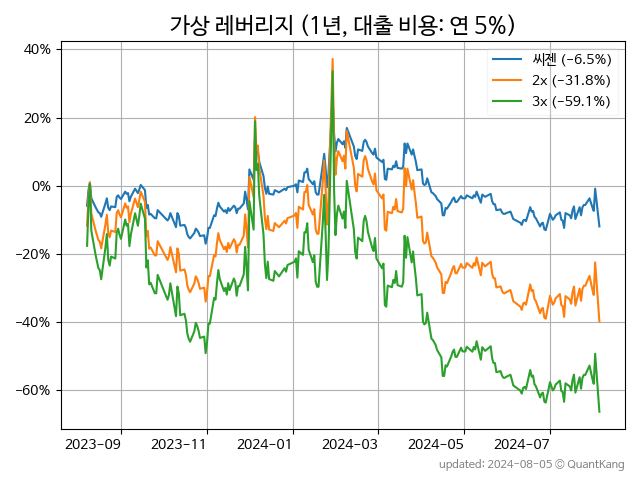 가상 레버리지 (1년, 대출 비용: 연 5%)
씨젠 (−6.5%)
2x (−31.8%)
3x (−59.1%)
40%
20%
0%
−20%
−40%
−60%
2023-09 2023-11 2024-01 2024-03 2024-05 2024-07
updated: 2024-08-05 © QuantKang